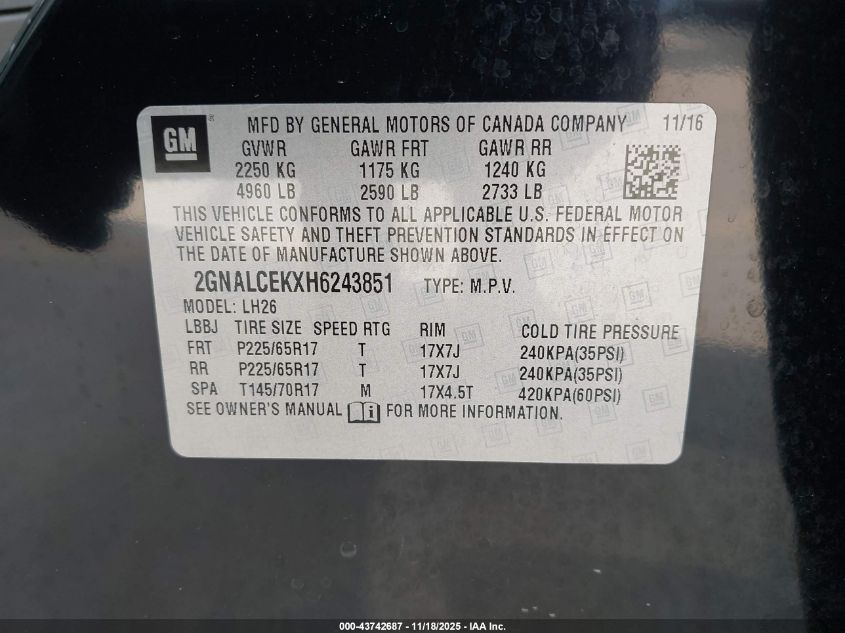 GM
MFD BY GENERAL MOTORS OF CANADA COMPANY 11/16
GVWR GAWR FRT GAWR RR
2250 KG 1175 KG 1240 KG
4960 LB 2590 LB 2733 LB
THIS VEHICLE CONFORMS TO ALL APPLICABLE U.S. FEDERAL MOTOR
VEHICLE SAFETY AND THEFT PREVENTION STANDARDS IN EFFECT ON
THE DATE OF MANUFACTURE SHOWN ABOVE.
2GNALCEKXH6243851 TYPE: M.P.V.
MODEL: LH26
LBBJ TIRE SIZE SPEED RTG RIM COLD TIRE PRESSURE
FRT P225/65R17 T 17X7J 240KPA(35PSI)
RR P225/65R17 T 17X7J 240KPA(35PSI)
SPA T145/70R17 M 17X4.5T 420KPA(60PSI)
SEE OWNER'S MANUAL i FOR MORE INFORMATION.
000-43742687 - 11/18/2025 - IAA Inc.